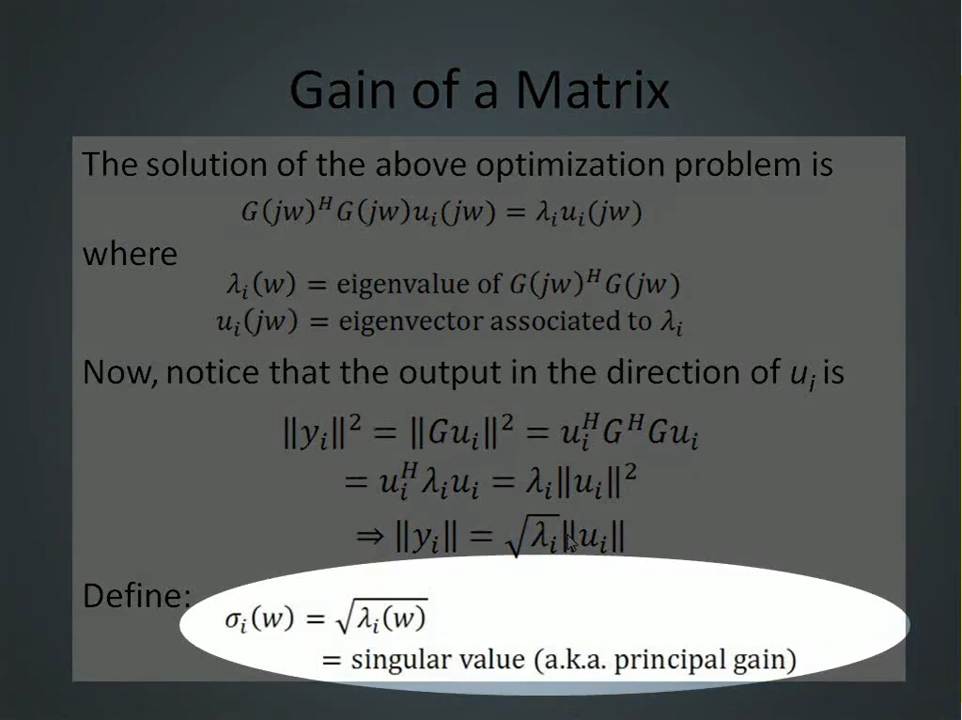 Gain of a Matrix
The solution of the above optimization problem is
G(jw)^H G(jw)u_i(jw) = λ_i u_i(jw)
where
λ_i(w) = eigenvalue of G(jw)^H G(jw)
u_i(jw) = eigenvector associated to λ_i
Now, notice that the output in the direction of u_i is
‖y_i‖² = ‖Gu_i‖² = u_i^H G^H Gu_i
= u_i^H λ_i u_i = λ_i‖u_i‖²
⇒ ‖y_i‖ = √λ_i‖u_i‖
Define:
σ_i(w) = √λ_i(w)
= singular value (a.k.a. principal gain)